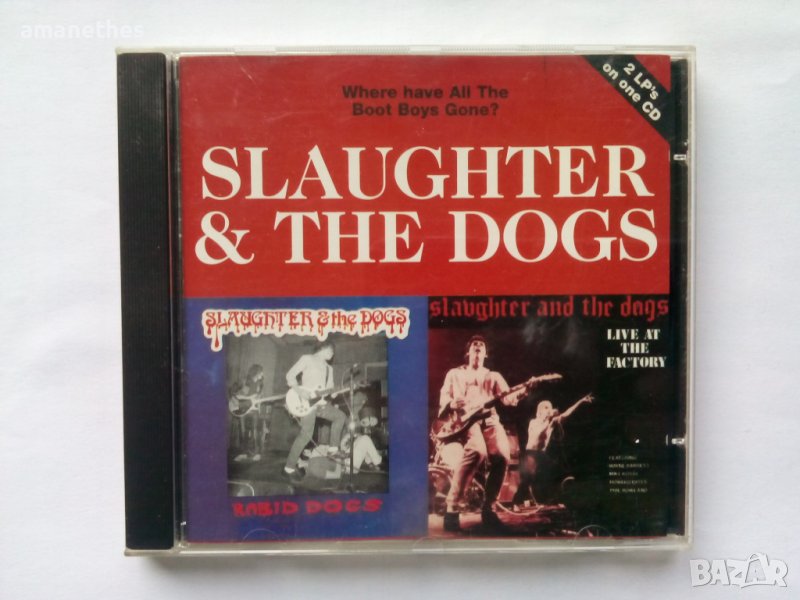 amanethes
Where have All The
Boot Boys Gone?
2 LP's
on one CD
SLAUGHTER
& THE DOGS
SLAUGHTER & the DOGS
RABID DOGS
slaughter and the dogs
LIVE AT
THE
FACTORY
FEATURING
BAZAR